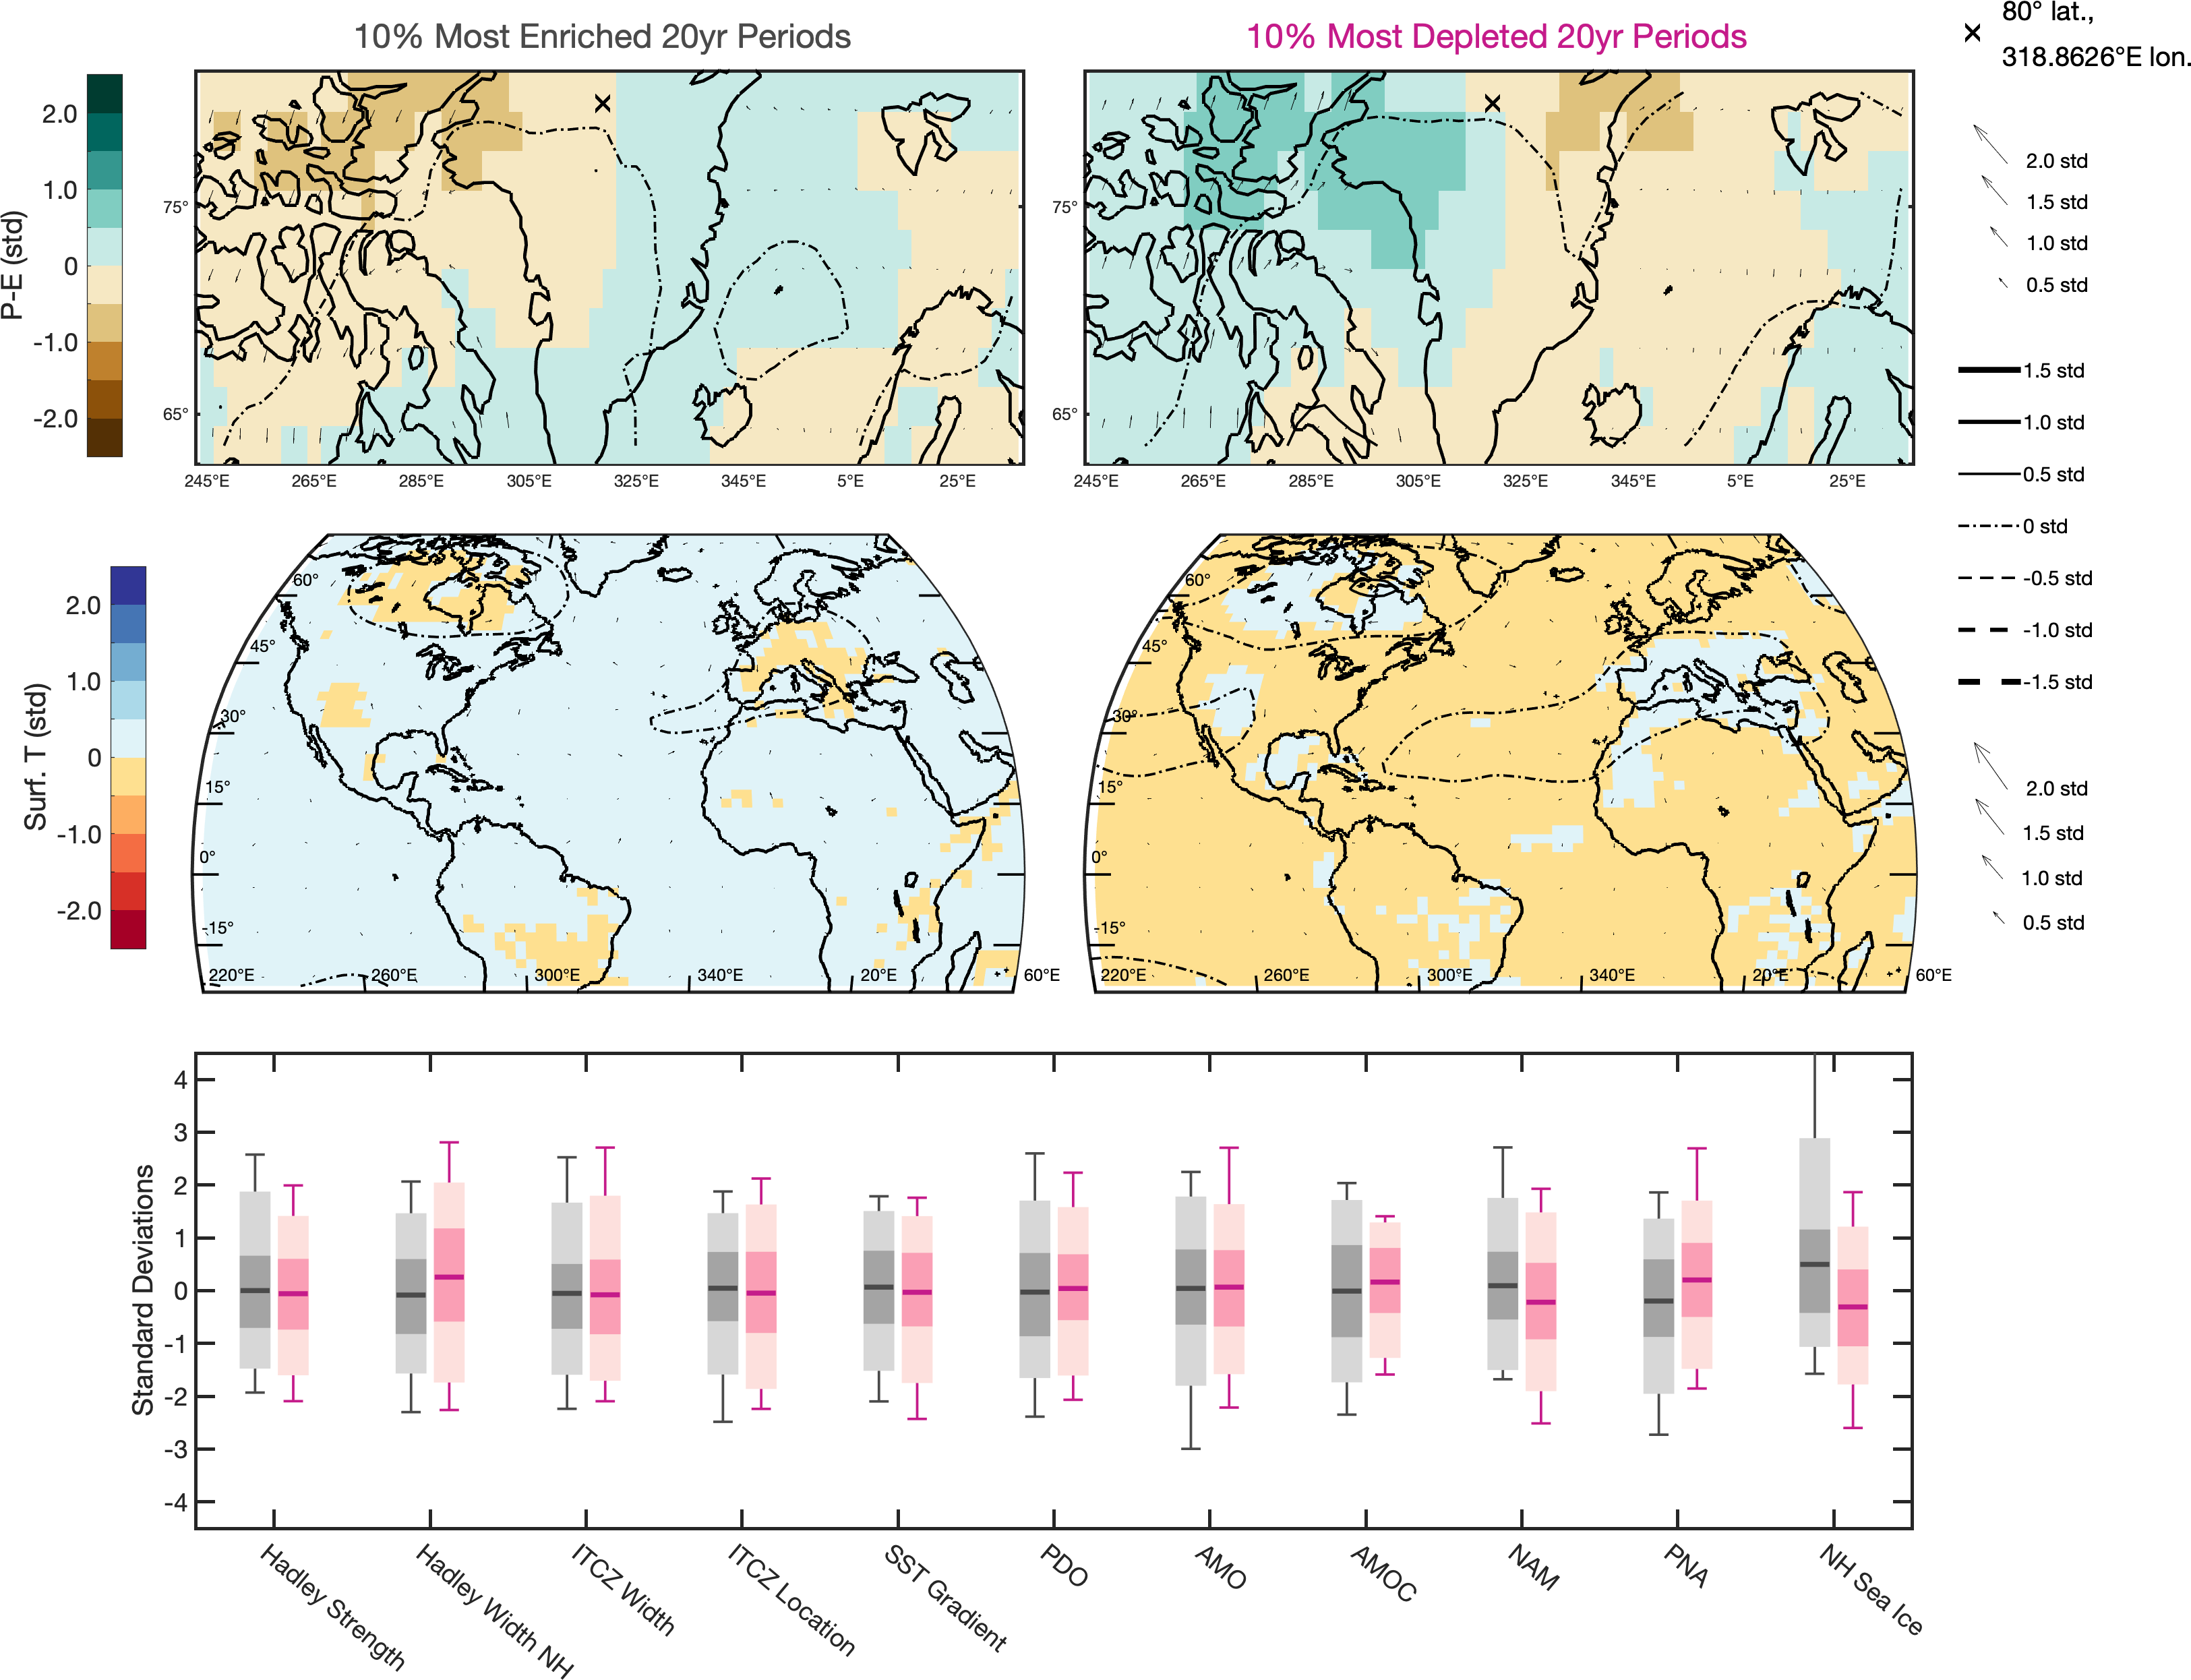 10% Most Enriched 20yr Periods
10% Most Depleted 20yr Periods
80° lat.,
318.8626°E lon.
P-E (std)
2.0
1.0
0
-1.0
-2.0
75°
65°
245°E 265°E 285°E 305°E 325°E 345°E 5°E 25°E
75°
65°
245°E 265°E 285°E 305°E 325°E 345°E 5°E 25°E
2.0 std
1.5 std
1.0 std
0.5 std
1.5 std
1.0 std
0.5 std
0 std
-0.5 std
-1.0 std
-1.5 std
Surf. T (std)
2.0
1.0
0
-1.0
-2.0
60°
45°
30°
15°
0°
-15°
220°E 260°E 300°E 340°E 20°E 60°E
60°
45°
30°
15°
0°
-15°
220°E 260°E 300°E 340°E 20°E 60°E
2.0 std
1.5 std
1.0 std
0.5 std
Standard Deviations
4
3
2
1
0
-1
-2
-3
-4
Hadley Strength
Hadley Width NH
ITCZ Width
ITCZ Location
SST Gradient
PDO
AMO
AMOC
NAM
PNA
NH Sea Ice